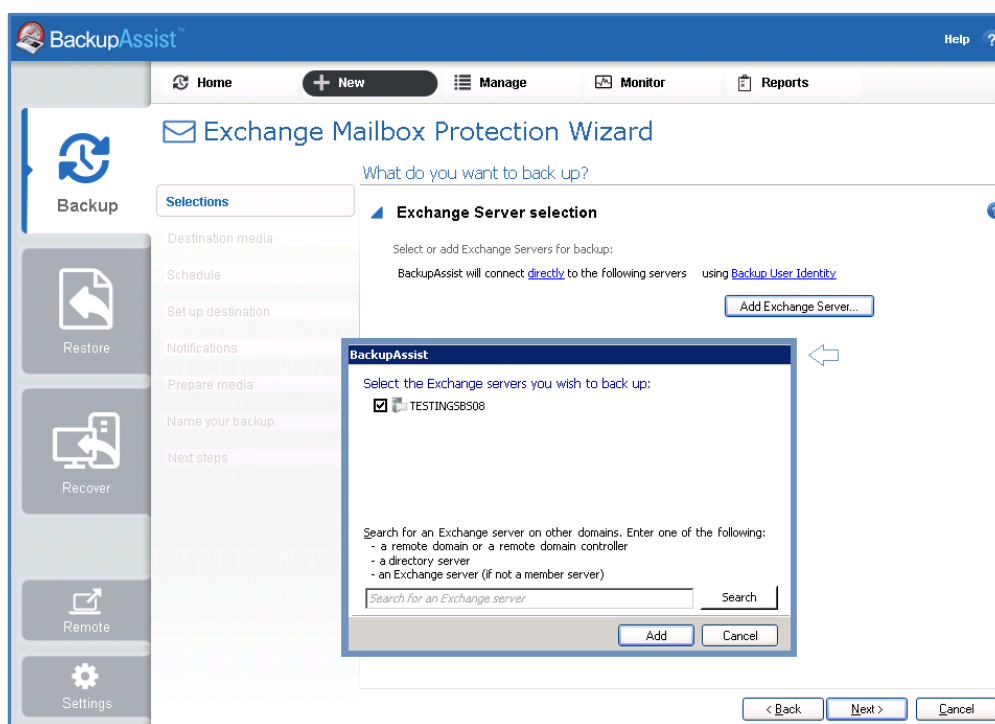 BackupAssist™
Help ?
Home
New
Manage
Monitor
Reports
Exchange Mailbox Protection Wizard
What do you want to back up?
Backup
Restore
Recover
Remote
Settings
Selections
Destination media
Schedule
Set up destination
Notifications
Prepare media
Name your backup
Next steps
Exchange Server selection
Select or add Exchange Servers for backup:
BackupAssist will connect directly to the following servers using Backup User Identity
Add Exchange Server...
BackupAssist
Select the Exchange servers you wish to back up:
TESTINGSBS08
Search for an Exchange server on other domains. Enter one of the following:
- a remote domain or a remote domain controller
- a directory server
- an Exchange server (if not a member server)
Search for an Exchange server
Search
Add
Cancel
< Back
Next >
Cancel